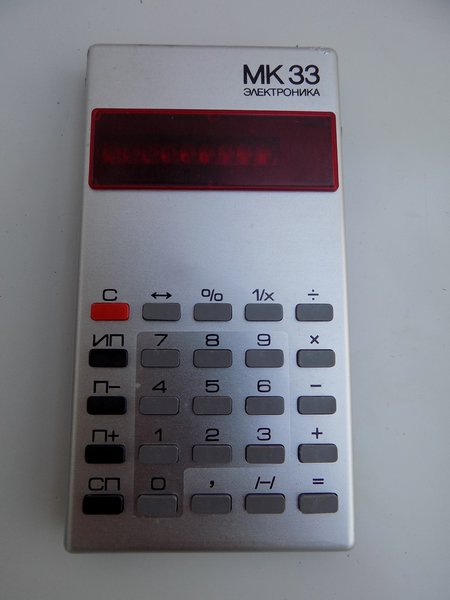 МК 33
ЭЛЕКТРОНИКА
C ↔ % 1/x ÷
ИП 7 8 9 ×
П– 4 5 6 –
П+ 1 2 3 +
СП 0 , /–/ =